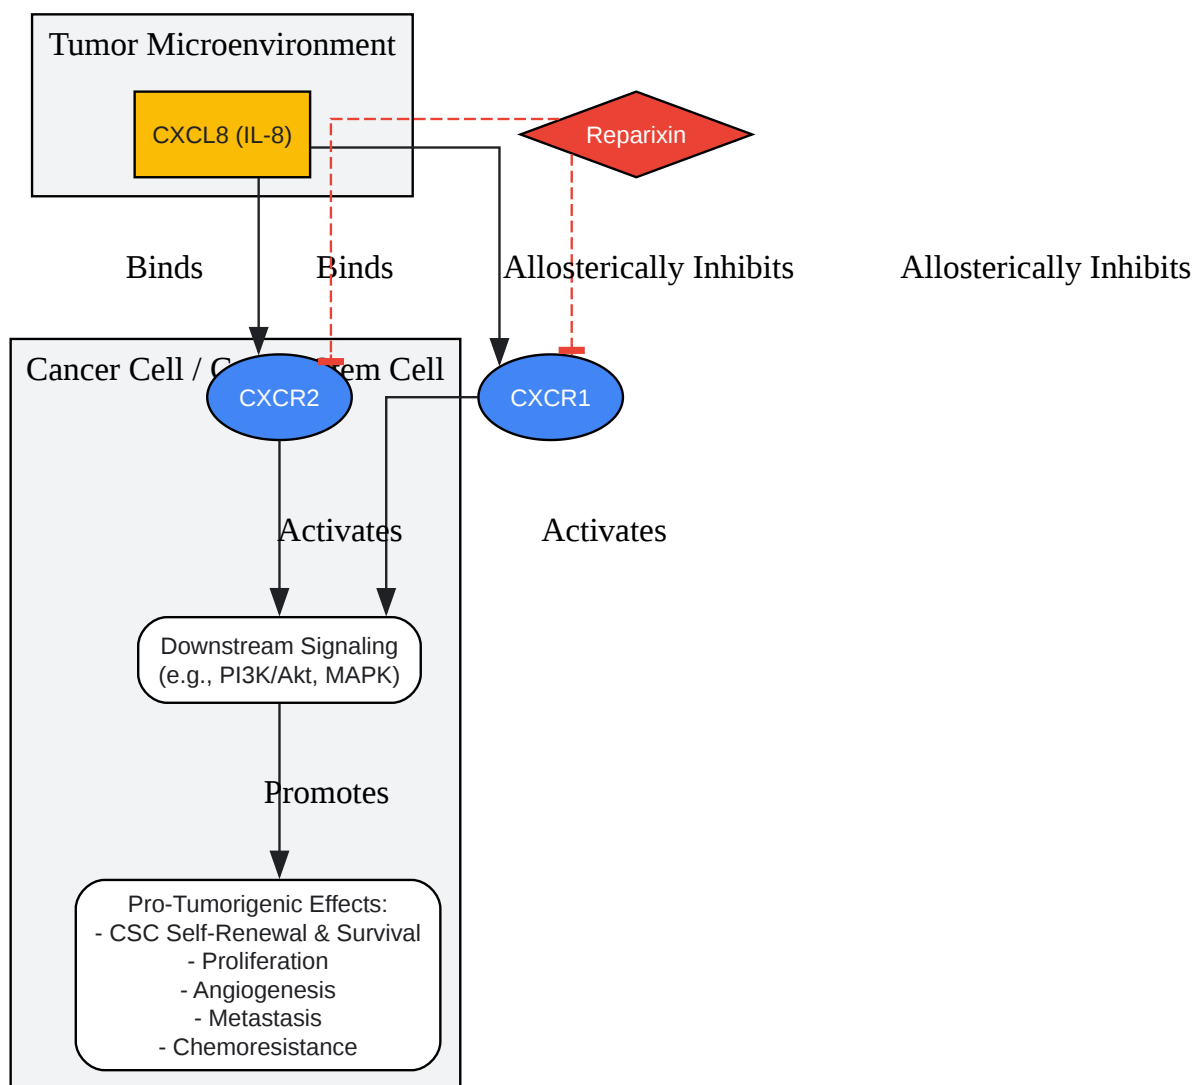 Tumor Microenvironment
CXCL8 (IL-8)
Reparixin
Binds
Binds
Allosterically Inhibits
Allosterically Inhibits
Cancer Cell / C    em Cell
CXCR2
CXCR1
Activates
Activates
Downstream Signaling
(e.g., PI3K/Akt, MAPK)
Promotes
Pro-Tumorigenic Effects:
- CSC Self-Renewal & Survival
- Proliferation
- Angiogenesis
- Metastasis
- Chemoresistance